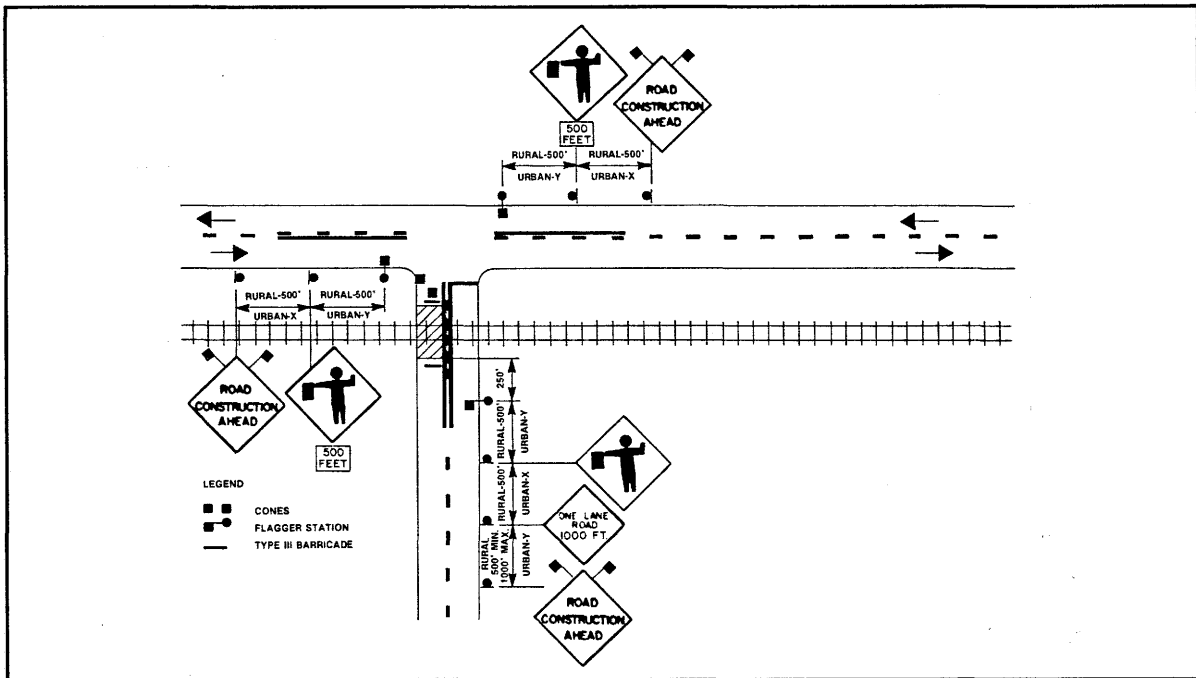 ROAD
CONSTRUCTION
AHEAD
500
FEET
RURAL-500' RURAL-500'
URBAN-Y URBAN-X
RURAL-500' RURAL-500'
URBAN-X URBAN-Y
ROAD
CONSTRUCTION
AHEAD
500
FEET
250'
RURAL-500'
URBAN-Y
RURAL-500'
URBAN-X
ONE LANE
ROAD
1000 FT.
RURAL
500' MIN.
1000' MAX.
URBAN-Y
ROAD
CONSTRUCTION
AHEAD
LEGEND
CONES
FLAGGER STATION
TYPE III BARRICADE